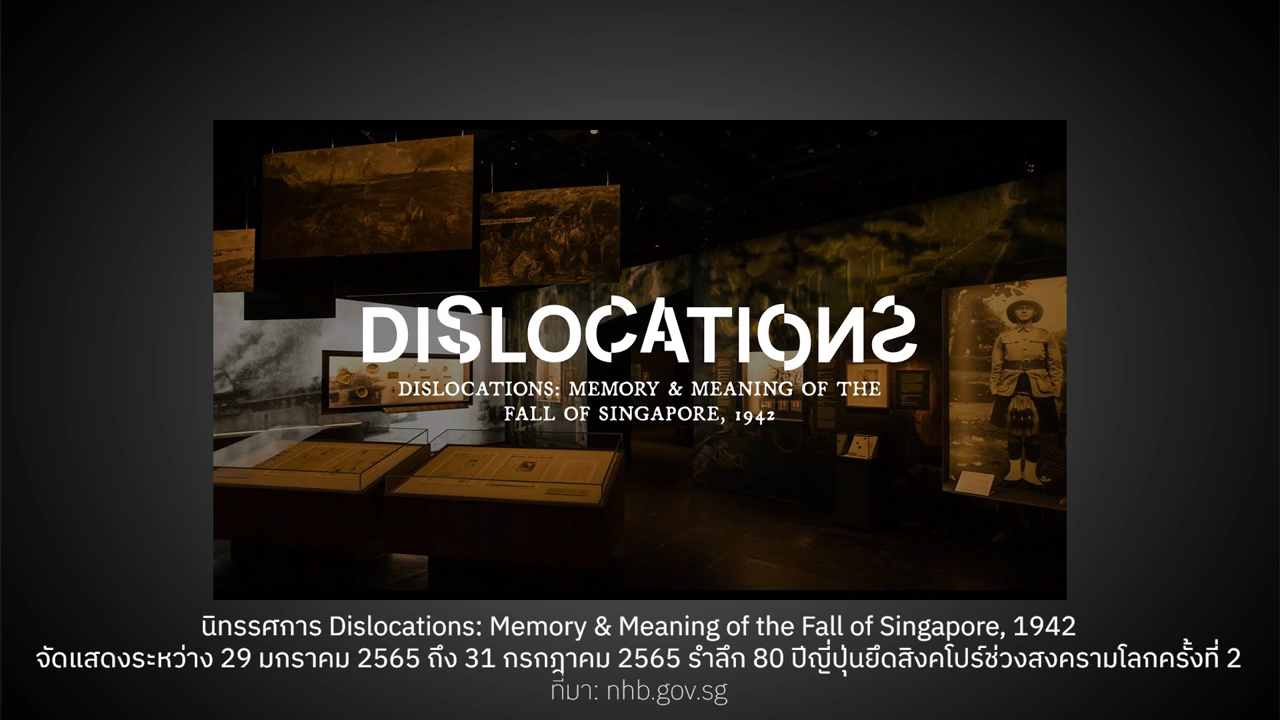 DISLOCATIONS
DISLOCATIONS: MEMORY & MEANING OF THE
FALL OF SINGAPORE, 1942
นิทรรศการ Dislocations: Memory & Meaning of the Fall of Singapore, 1942
จัดแสดงระหว่าง 29 มกราคม 2565 ถึง 31 กรกฎาคม 2565 รำลึก 80 ปีญี่ปุ่นยึดสิงคโปร์ช่วงสงครามโลกครั้งที่ 2
ที่มา: nhb.gov.sg